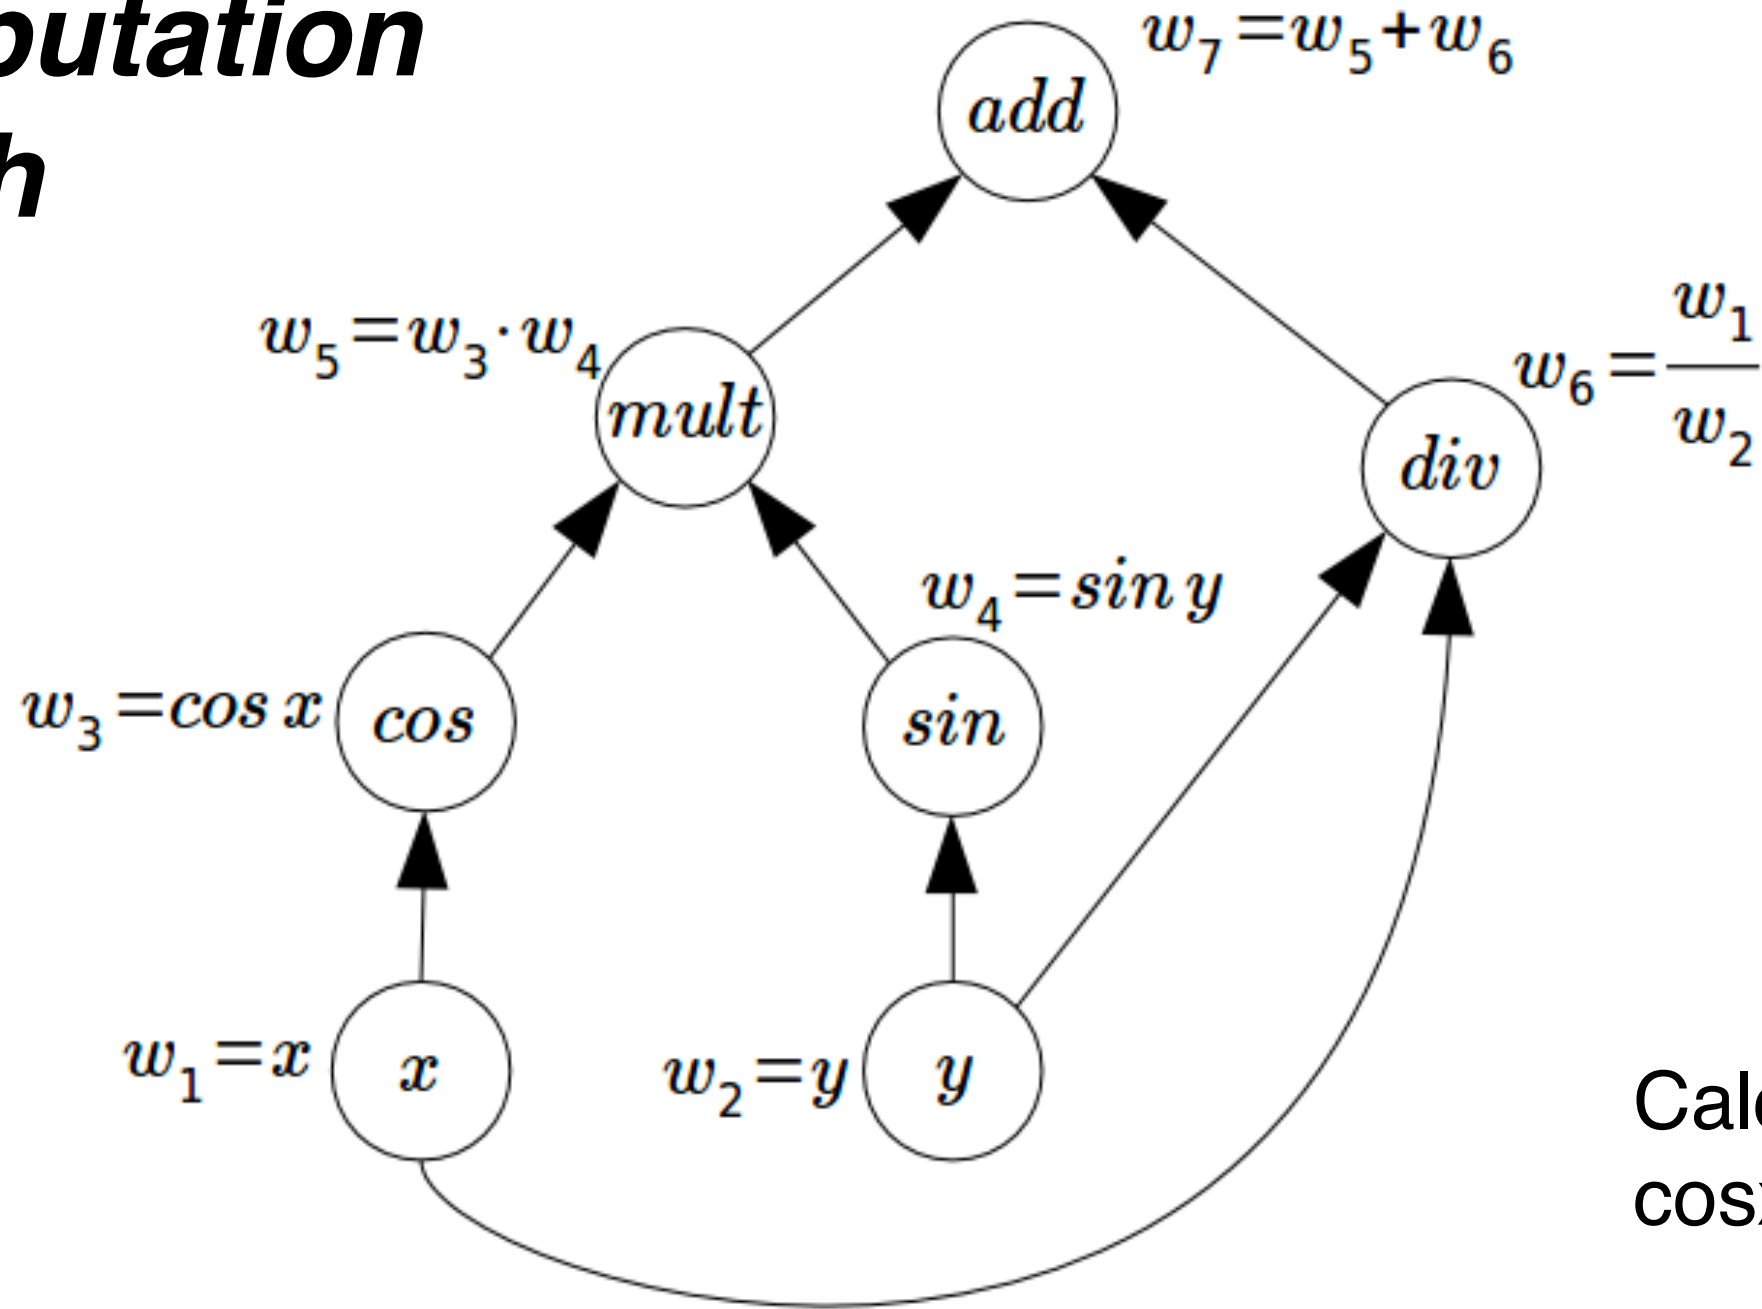 putation
h
w7=w5+w6
add
w5=w3·w4
mult
w6=w1/w2
div
w4=sin y
w3=cos x
cos
sin
w1=x
x
w2=y
y
Calc
cosx